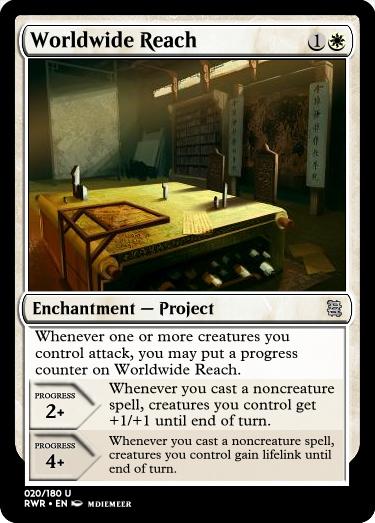 Worldwide Reach 1
Enchantment — Project
Whenever one or more creatures you
control attack, you may put a progress
counter on Worldwide Reach.
PROGRESS
2+
Whenever you cast a noncreature
spell, creatures you control get
+1/+1 until end of turn.
PROGRESS
4+
Whenever you cast a noncreature spell,
creatures you control gain lifelink until
end of turn.
020/180 U
RWR • EN MDIEMEER